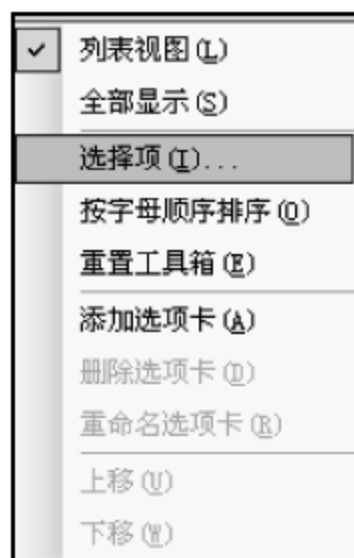 列表视图(L)
全部显示(S)
选择项(I)...
按字母顺序排序(O)
重置工具箱(E)
添加选项卡(A)
删除选项卡(D)
重命名选项卡(R)
上移(U)
下移(W)